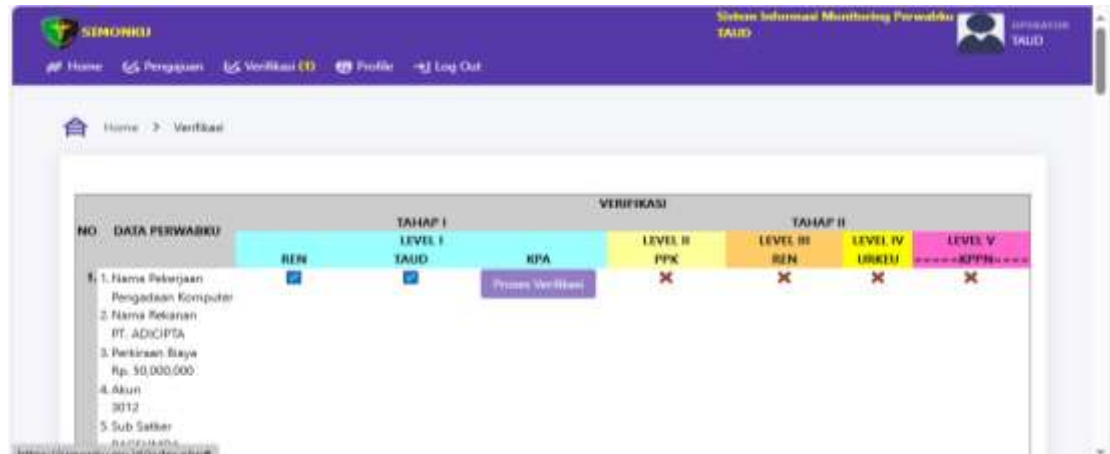 SIMONKU
Sistem Informasi Monitoring Perwabku
TAUD
OPERATOR
TAUD
Home Pengajuan Verifikasi (1) Profile Log Out
Home > Verifikasi
VERIFIKASI
NO DATA PERWABKU TAHAP I TAHAP II
LEVEL I LEVEL II LEVEL III LEVEL IV LEVEL V
REN TAUD KPA PPK REN URKEU -----KPPN-----
1. 1. Nama Pekerjaan Proses Verifikasi
Pengadaan Komputer
2. Nama Rekanan
PT. ADICIPTA
3. Perkiraan Biaya
Rp. 50,000,000
4. Akun
3012
5. Sub Satker